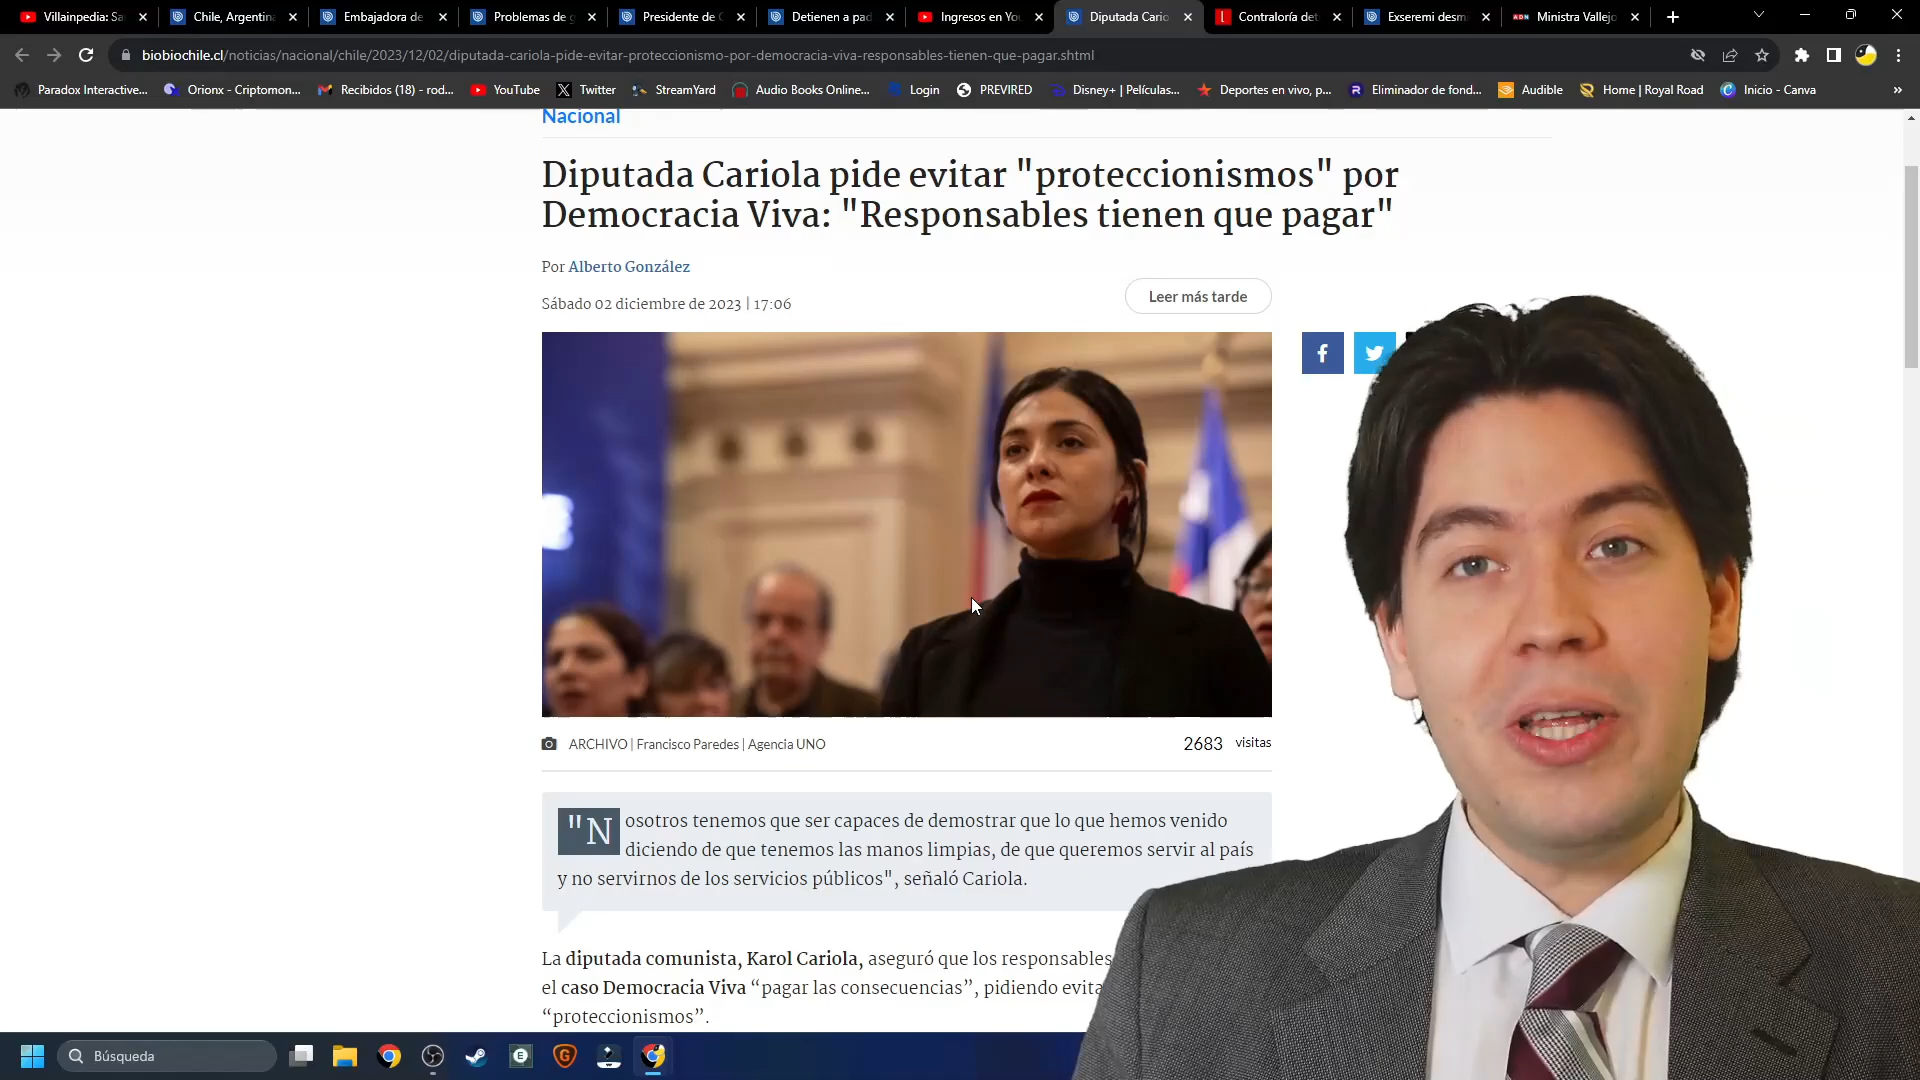 Villainpedia: Sa
Chile, Argentina
Embajadora de
Problemas de g
Presidente de C
Detienen a pad
Ingresos en You
Diputada Cario
Contraloría det
Exseremi desm
Ministra Vallejo
biobiochile.cl/noticias/nacional/chile/2023/12/02/diputada-cariola-pide-evitar-proteccionismo-por-democracia-viva-responsables-tienen-que-pagar.shtml
Paradox Interactive...
Orionx - Criptomon...
Recibidos (18) - rod...
YouTube
Twitter
StreamYard
Audio Books Online...
Login
PREVIRED
Disney+ | Películas...
Deportes en vivo, p...
Eliminador de fond...
Audible
Home | Royal Road
Inicio - Canva
Nacional
Diputada Cariola pide evitar "proteccionismos" por
Democracia Viva: "Responsables tienen que pagar"
Por Alberto González
Sábado 02 diciembre de 2023 | 17:06
Leer más tarde
ARCHIVO | Francisco Paredes | Agencia UNO
2683 visitas
"Nosotros tenemos que ser capaces de demostrar que lo que hemos venido
diciendo de que tenemos las manos limpias, de que queremos servir al país
y no servirnos de los servicios públicos", señaló Cariola.
La diputada comunista, Karol Cariola, aseguró que los responsables
el caso Democracia Viva “pagar las consecuencias”, pidiendo evita
“proteccionismos”.
Búsqueda